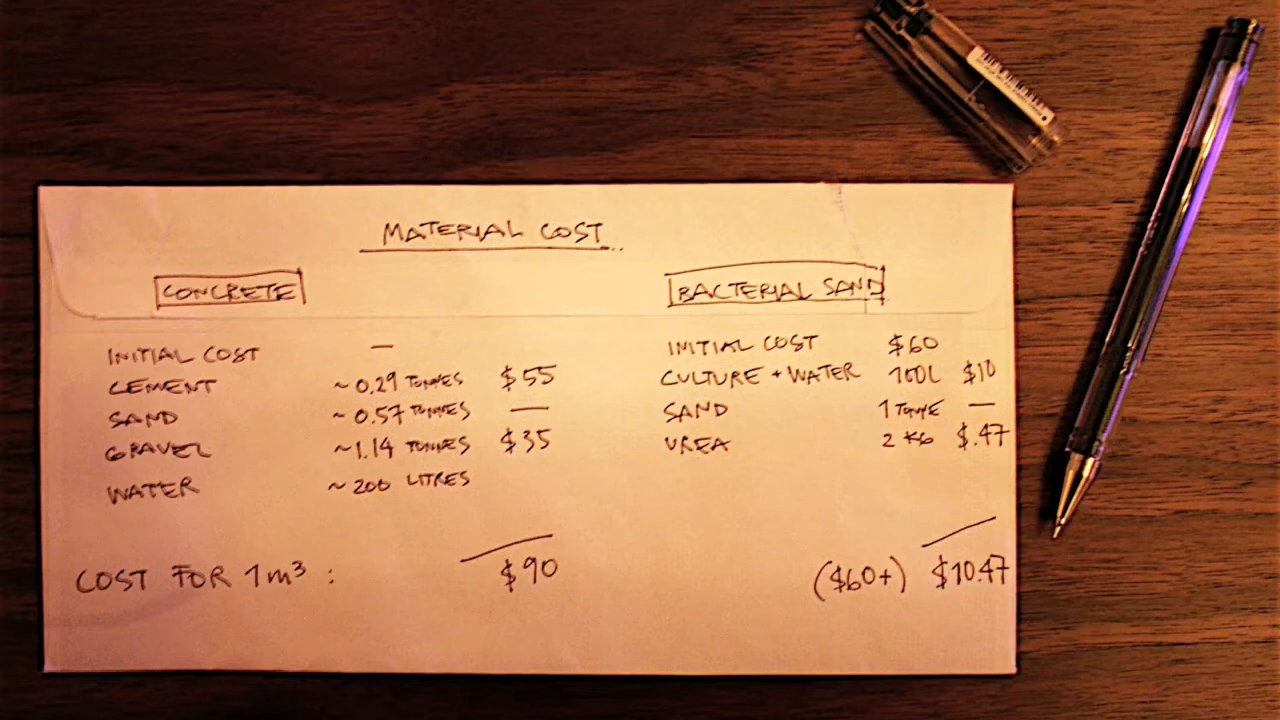 MATERIAL COST
CONCRETE
INITIAL COST —
CEMENT ~ 0.29 TONNES $55
SAND ~ 0.57 TONNES —
GRAVEL ~1.14 TONNES $35
WATER ~ 200 LITRES
COST FOR 1m³ : $90
BACTERIAL SAND
INITIAL COST $60
CULTURE + WATER 100L $10
SAND 1 TONNE —
UREA 2 KG $.47
($60+) $10.47